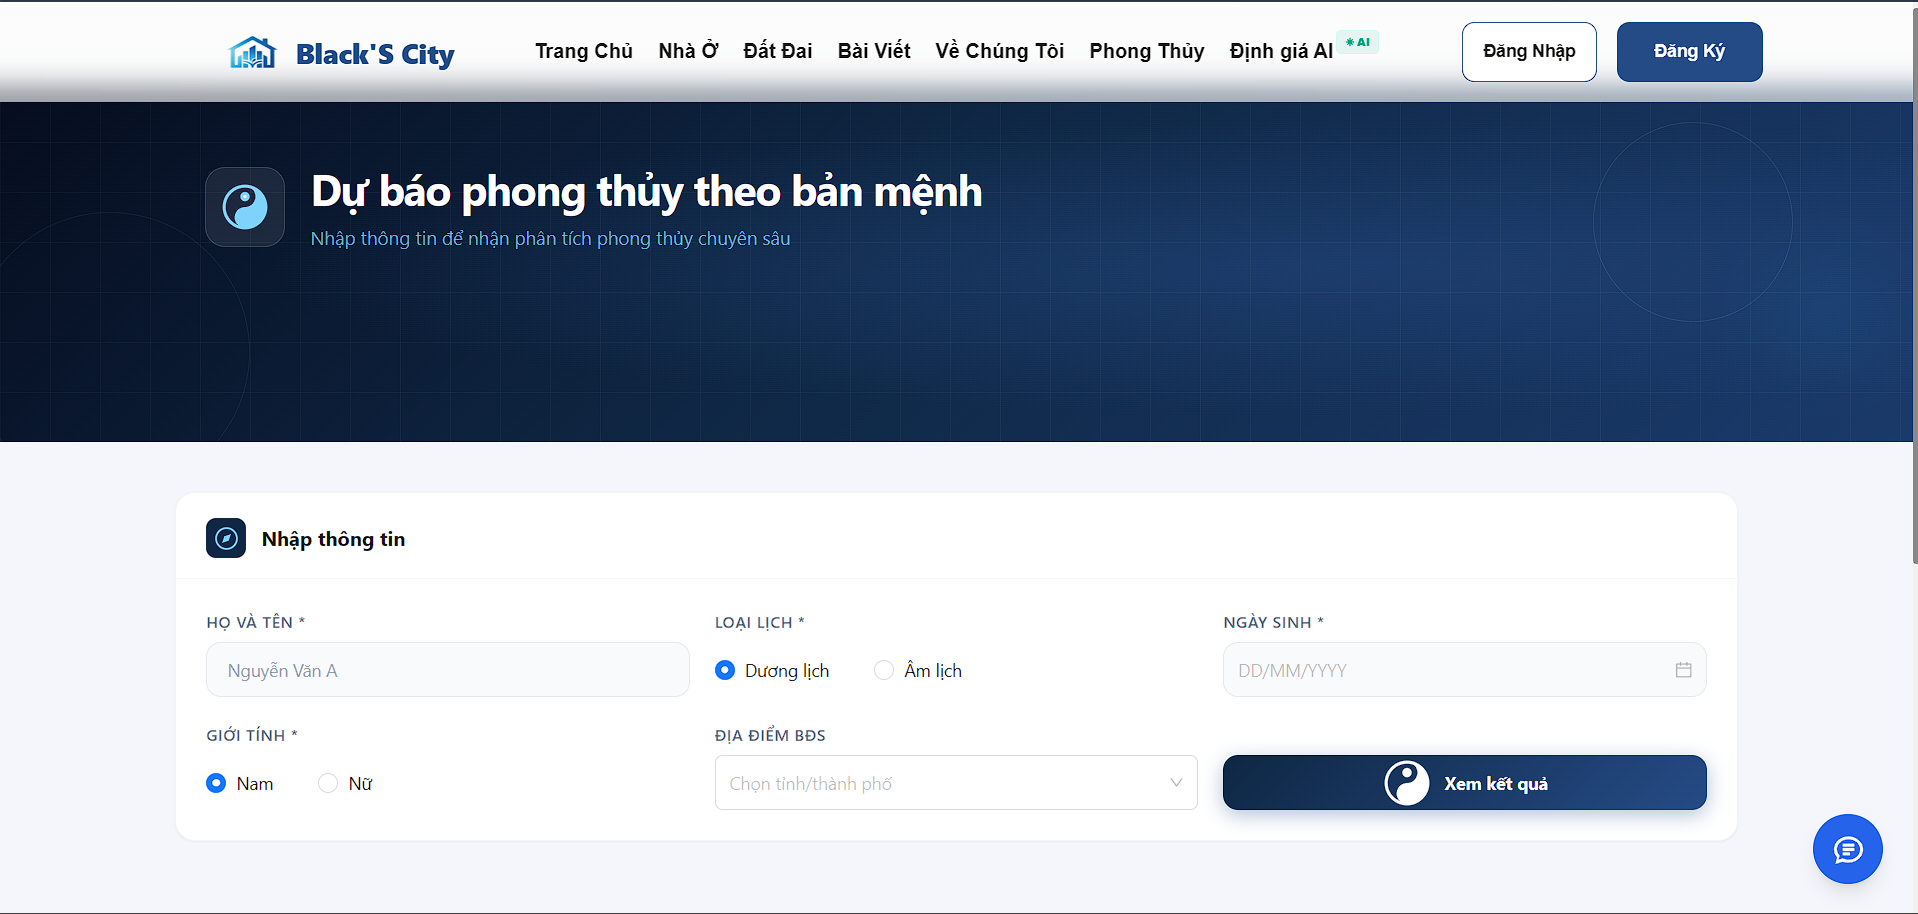 Black'S City
Trang Chủ Nhà Ở Đất Đai Bài Viết Về Chúng Tôi Phong Thủy Định giá AI AI
Đăng Nhập Đăng Ký
Dự báo phong thủy theo bản mệnh
Nhập thông tin để nhận phân tích phong thủy chuyên sâu
Nhập thông tin
HỌ VÀ TÊN * LOẠI LỊCH * NGÀY SINH *
Nguyễn Văn A Dương lịch Âm lịch DD/MM/YYYY
GIỚI TÍNH * ĐỊA ĐIỂM BĐS
Nam Nữ Chọn tỉnh/thành phố Xem kết quả